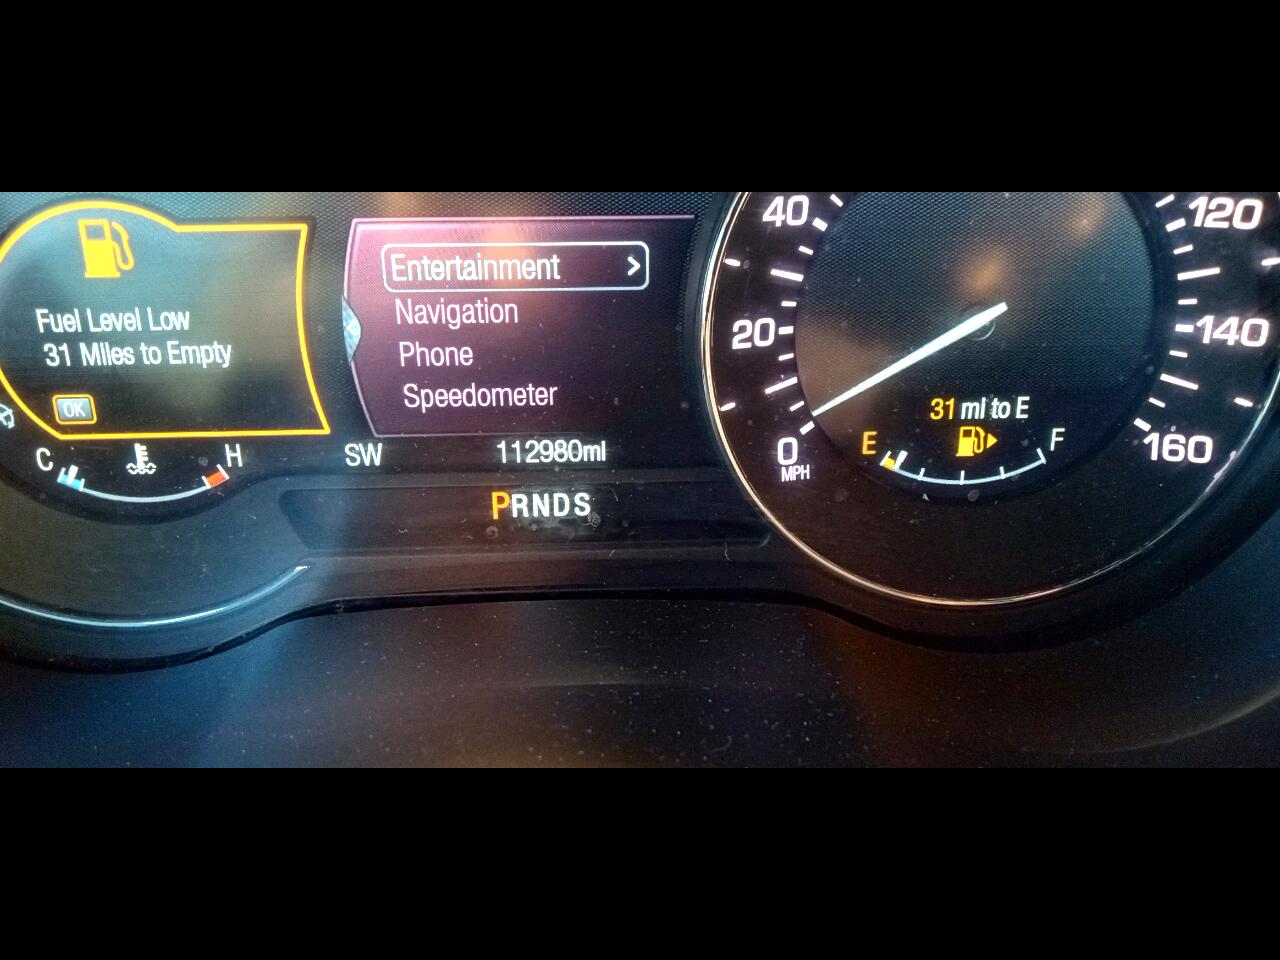 Fuel Level Low
31 Miles to Empty
OK
C
H
Entertainment >
Navigation
Phone
Speedometer
SW
112980mi
PRNDS
40
20
0
MPH
120
140
160
31 mi to E
E
F